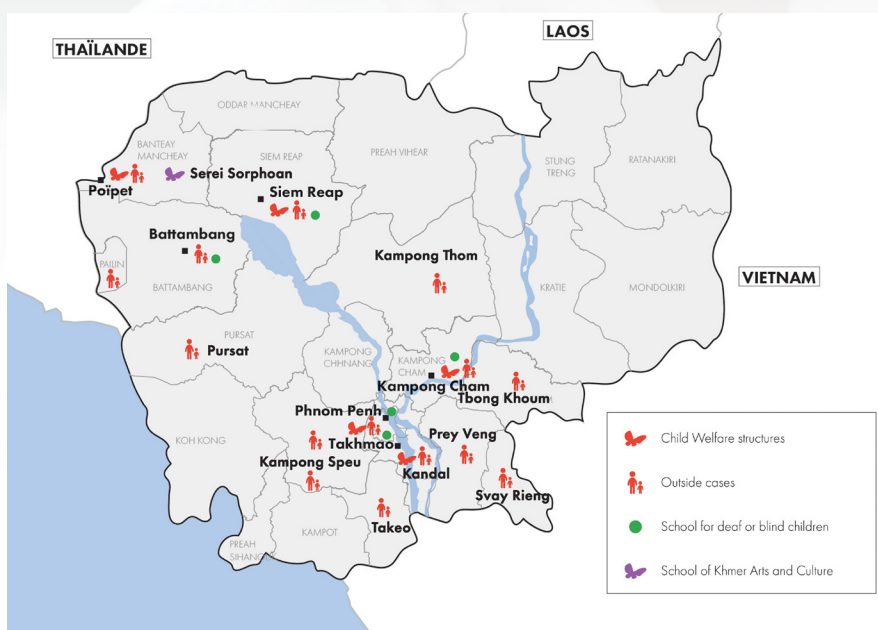 LAOS
THAÏLANDE
ODDAR MANCHEAY
BANTEAY
MANCHEAY
SIEM REAP
PREAH VIHEAR
STUNG
TRENG
RATANAKIRI
Serei Sorphoan
Poïpet
Siem Reap
Battambang
Kampong Thom
PAILIN
BATTAMBANG
KRATIE
MONDOLKIRI
VIETNAM
PURSAT
Pursat
KAMPONG
CHHNANG
KAMPONG
CHAM
Kampong Cham
Tbong Khoum
Phnom Penh
KOH KONG
Takhmao
Prey Veng
Kampong Speu
Kandal
Svay Rieng
Takeo
KAMPOT
PREAH
SIHANOU
Child Welfare structures
Outside cases
School for deaf or blind children
School of Khmer Arts and Culture